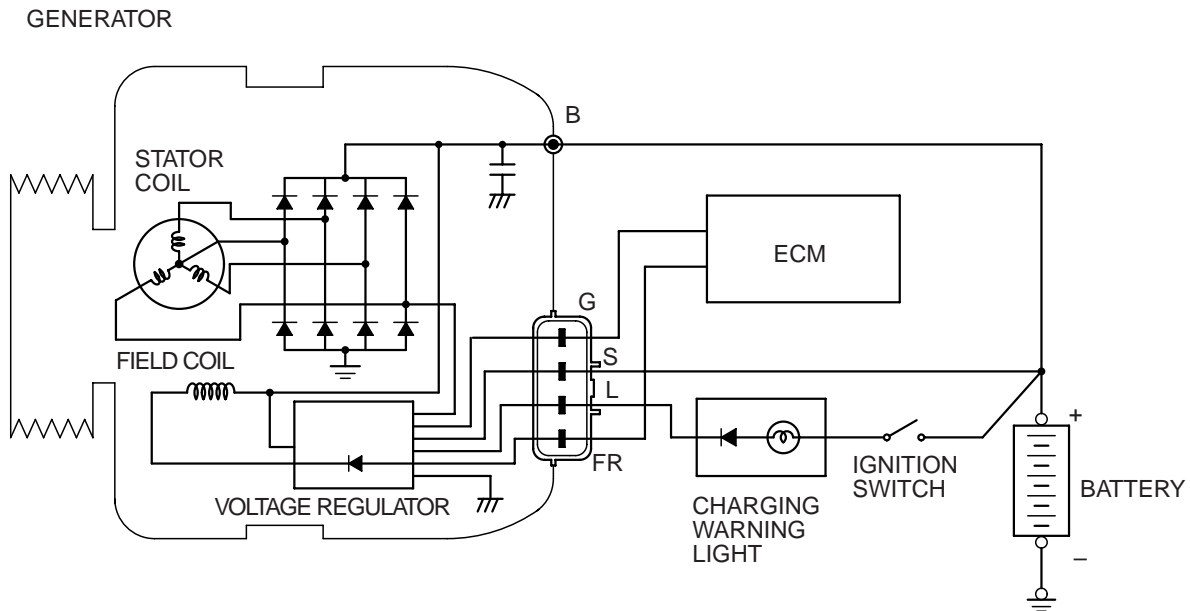 GENERATOR
B
STATOR
COIL
ECM
G
FIELD COIL
S
L
+
FR
IGNITION
SWITCH
BATTERY
VOLTAGE REGULATOR
CHARGING
WARNING
LIGHT
–